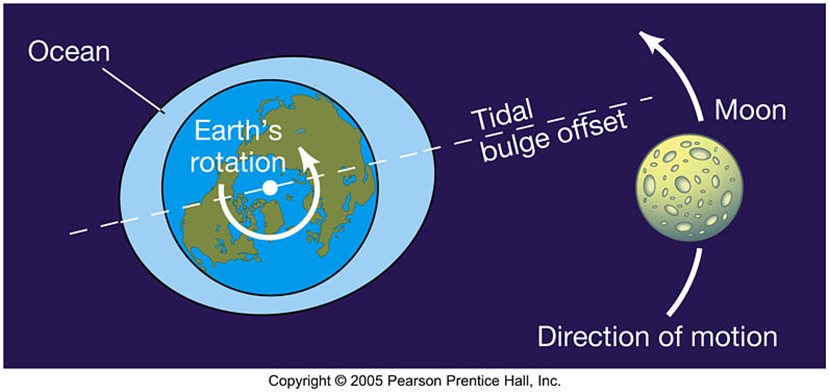 Ocean
Earth's
rotation
Tidal
bulge offset
Moon
Direction of motion
Copyright © 2005 Pearson Prentice Hall, Inc.